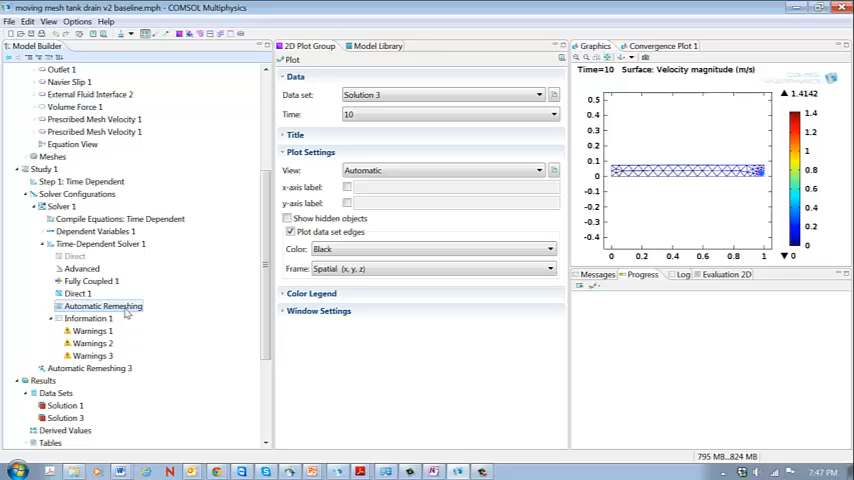 moving mesh tank drain v2 baseline.mph - COMSOL Multiphysics
File Edit View Options Help
Model Builder
Outlet 1
Navier Slip 1
External Fluid Interface 2
Volume Force 1
Prescribed Mesh Velocity 1
Prescribed Mesh Velocity 1
Equation View
Meshes
Study 1
Step 1: Time Dependent
Solver Configurations
Solver 1
Compile Equations: Time Dependent
Dependent Variables 1
Time-Dependent Solver 1
Direct
Advanced
Fully Coupled 1
Direct 1
Automatic Remeshing
Information 1
Warnings 1
Warnings 2
Warnings 3
Automatic Remeshing 3
Results
Data Sets
Solution 1
Solution 3
Derived Values
Tables
2D Plot Group
Model Library
Plot
Data
Data set: Solution 3
Time: 10
Title
Plot Settings
View: Automatic
x-axis label:
y-axis label:
Show hidden objects
Plot data set edges
Color: Black
Frame: Spatial (x, y, z)
Color Legend
Window Settings
Graphics
Convergence Plot 1
Time=10 Surface: Velocity magnitude (m/s)
COMSOL
MULTIPHYSICS
▲ 1.4142
0.5
0.4
0.3
0.2
0.1
0
-0.1
-0.2
-0.3
-0.4
0 0.2 0.4 0.6 0.8 1
1.4
1.2
1
0.8
0.6
0.4
0.2
0
▼ 0
Messages
Progress
Log
Evaluation 2D
795 MB...824 MB
7:47 PM